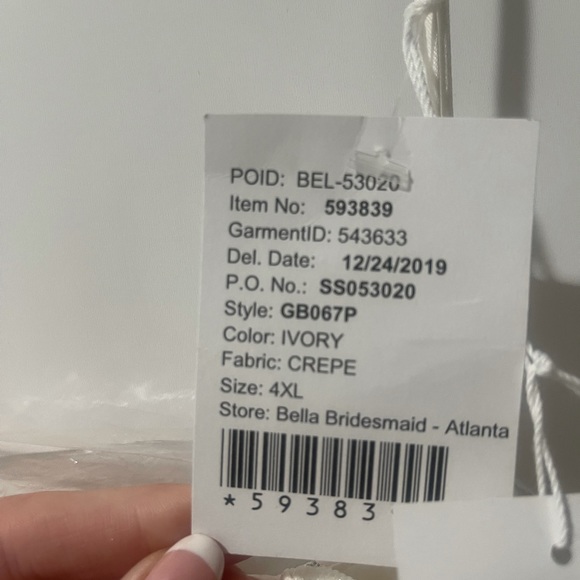 POID: BEL-53020
Item No: 593839
GarmentID: 543633
Del. Date: 12/24/2019
P.O. No.: SS053020
Style: GB067P
Color: IVORY
Fabric: CREPE
Size: 4XL
Store: Bella Bridesmaid - Atlanta
*59383